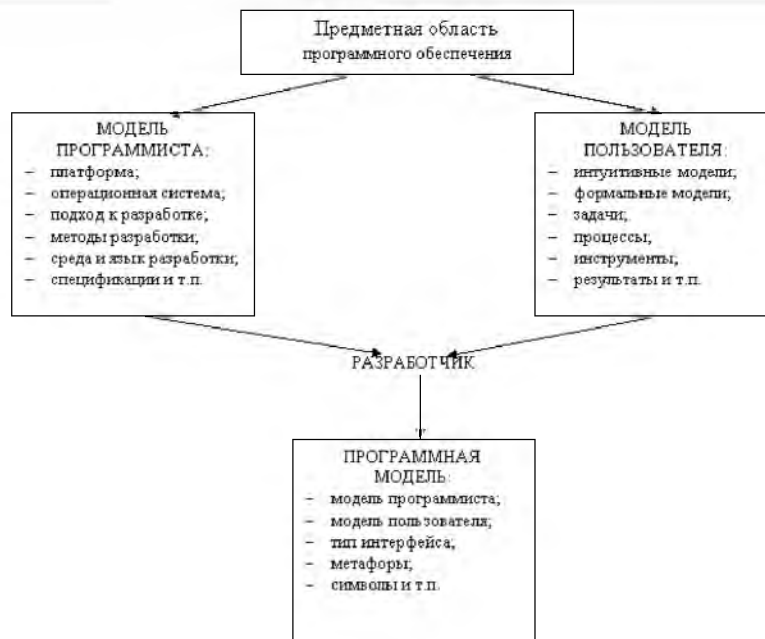 Предметная область
программного обеспечения
МОДЕЛЬ
ПРОГРАММИСТА:
– платформа;
– операционная система;
– подход к разработке;
– методы разработки;
– среда и язык разработки;
– спецификации и т.п.
МОДЕЛЬ
ПОЛЬЗОВАТЕЛЯ:
– интуитивные модели;
– формальные модели;
– задачи;
– процессы;
– инструменты;
– результаты и т.п.
РАЗРАБОТЧИК
ПРОГРАММНАЯ
МОДЕЛЬ:
– модель программиста;
– модель пользователя;
– тип интерфейса;
– метафоры;
– символы и т.п.